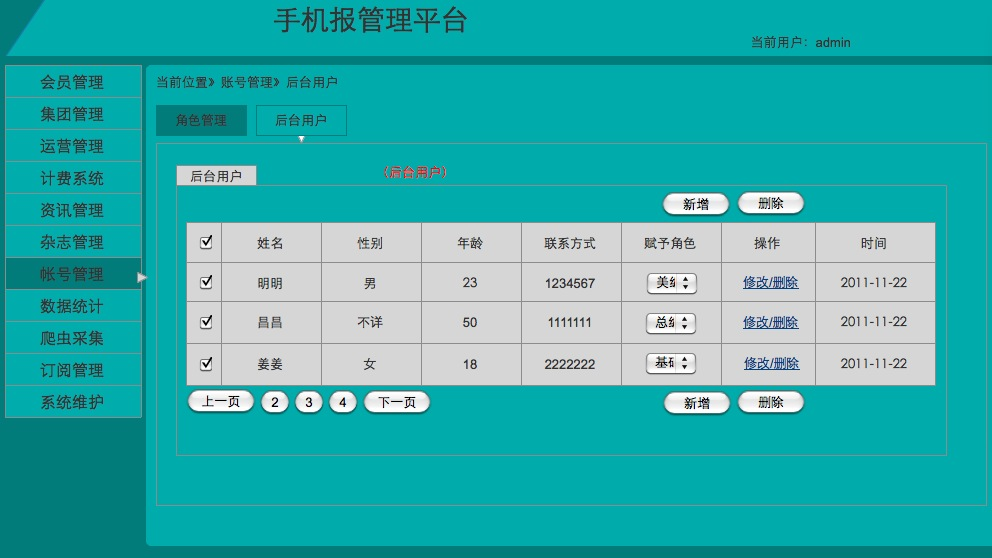 手机报管理平台
当前用户：admin
会员管理
集团管理
运营管理
计费系统
资讯管理
杂志管理
帐号管理
数据统计
爬虫采集
订阅管理
系统维护
当前位置》账号管理》后台用户
角色管理 后台用户
后台用户 （后台用户）
新增 删除
姓名 性别 年龄 联系方式 赋予角色 操作 时间
明明 男 23 1234567 美 修改/删除 2011-11-22
昌昌 不详 50 1111111 总 修改/删除 2011-11-22
姜姜 女 18 2222222 基 修改/删除 2011-11-22
上一页 2 3 4 下一页 新增 删除